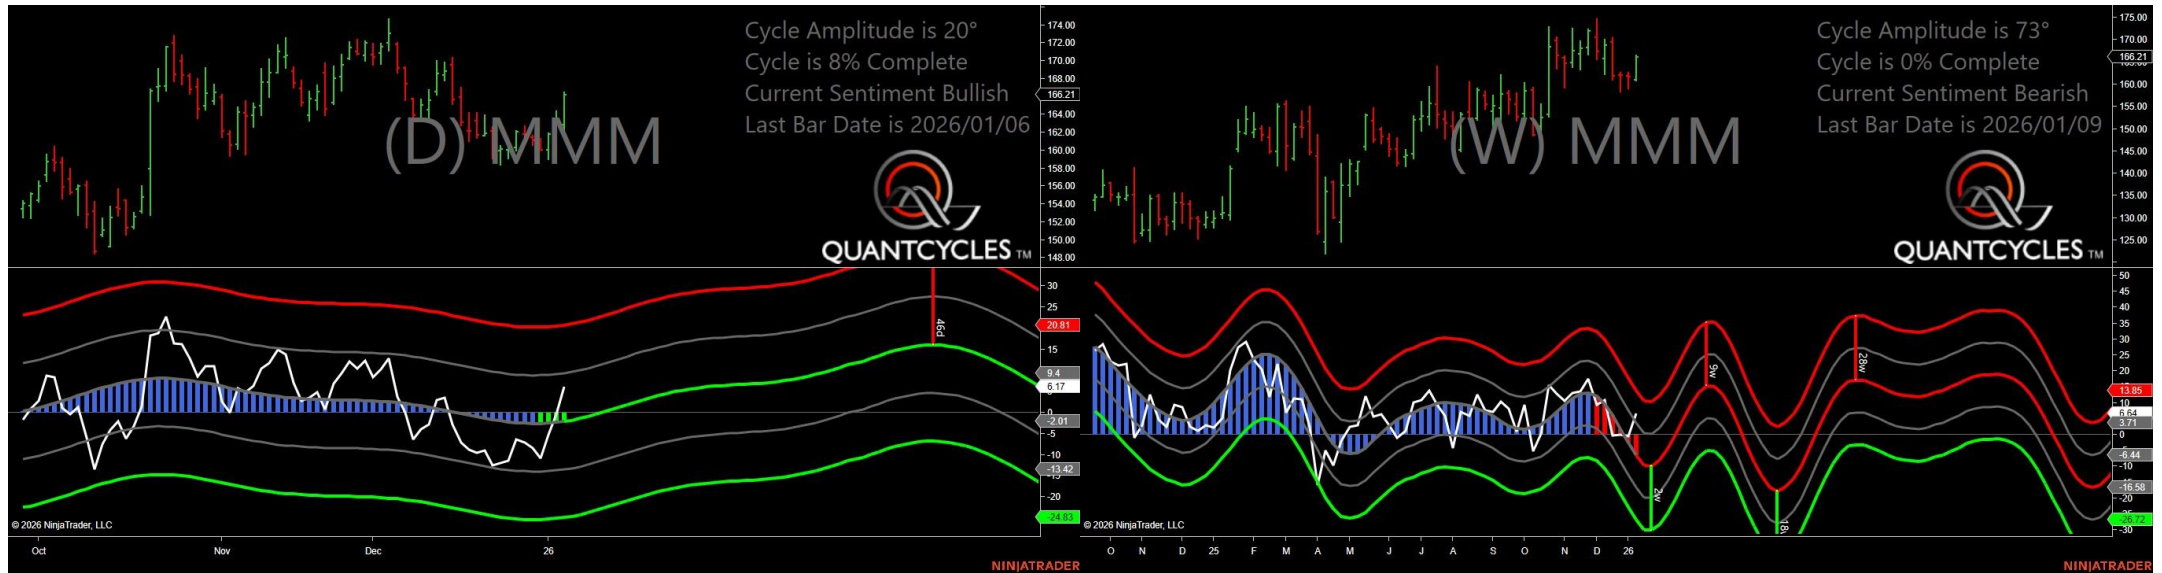 Cycle Amplitude is 20°
Cycle is 8% Complete
Current Sentiment Bullish
Last Bar Date is 2026/01/06
(D) MMM
QUANTCYCLES TM
174.00
172.00
170.00
168.00
166.21
164.00
162.00
160.00
158.00
156.00
154.00
152.00
150.00
148.00
46d
30
25
20.81
15
9.4
6.17
0
-2.01
-5
-10
-13.42
-20
-24.83
© 2026 NinjaTrader, LLC
Oct
Nov
Dec
26
NINJATRADER
Cycle Amplitude is 73°
Cycle is 0% Complete
Current Sentiment Bearish
Last Bar Date is 2026/01/09
(W) MMM
QUANTCYCLES TM
175.00
170.00
166.21
160.00
155.00
150.00
145.00
140.00
135.00
130.00
125.00
9w
28w
2w
50
45
40
35
30
25
20
13.85
10
6.64
3.71
0
-6.44
-10
-16.58
-20
-26.72
-30
© 2026 NinjaTrader, LLC
O N D 25 F M A M J J A S O N D 26
NINJATRADER